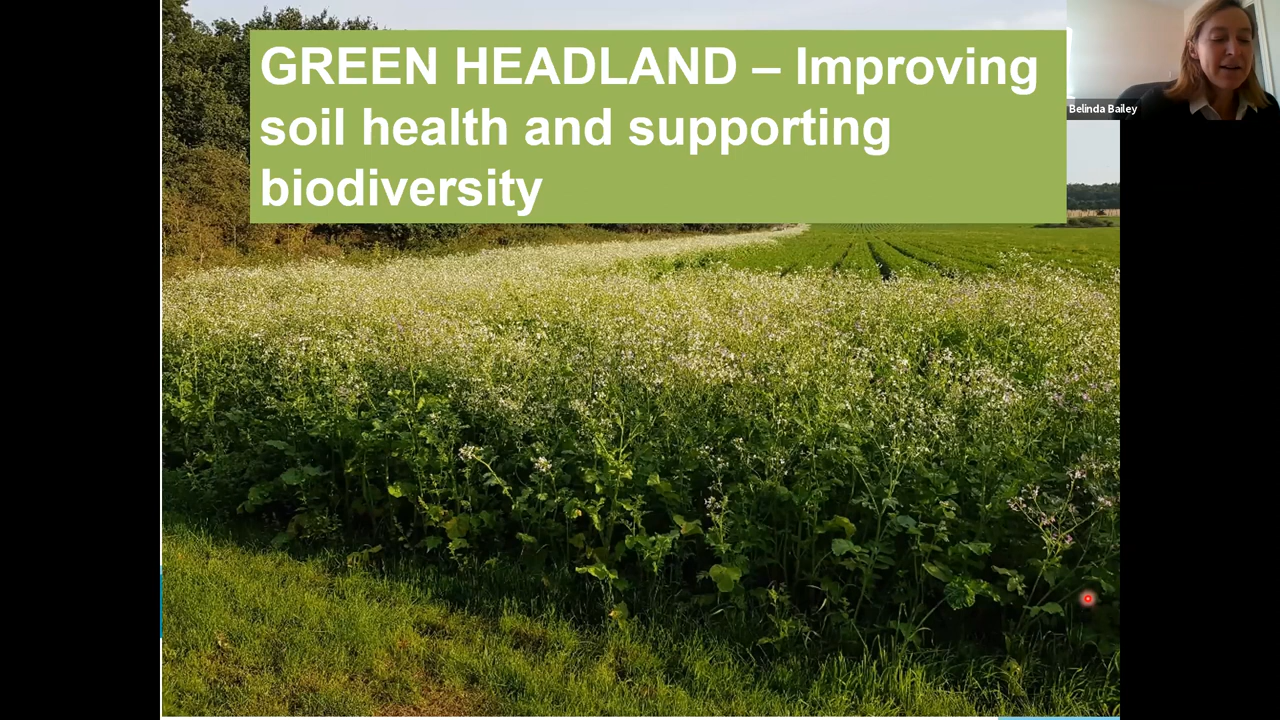 GREEN HEADLAND – Improving
soil health and supporting
biodiversity
Belinda Bailey